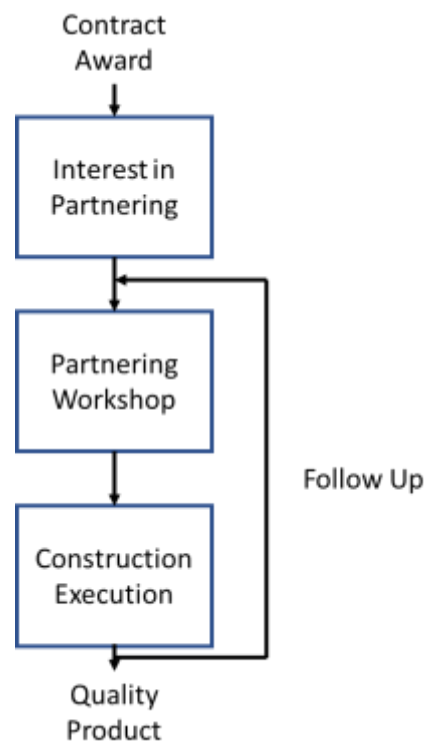 Contract
Award
Interest in
Partnering
Partnering
Workshop
Follow Up
Construction
Execution
Quality
Product